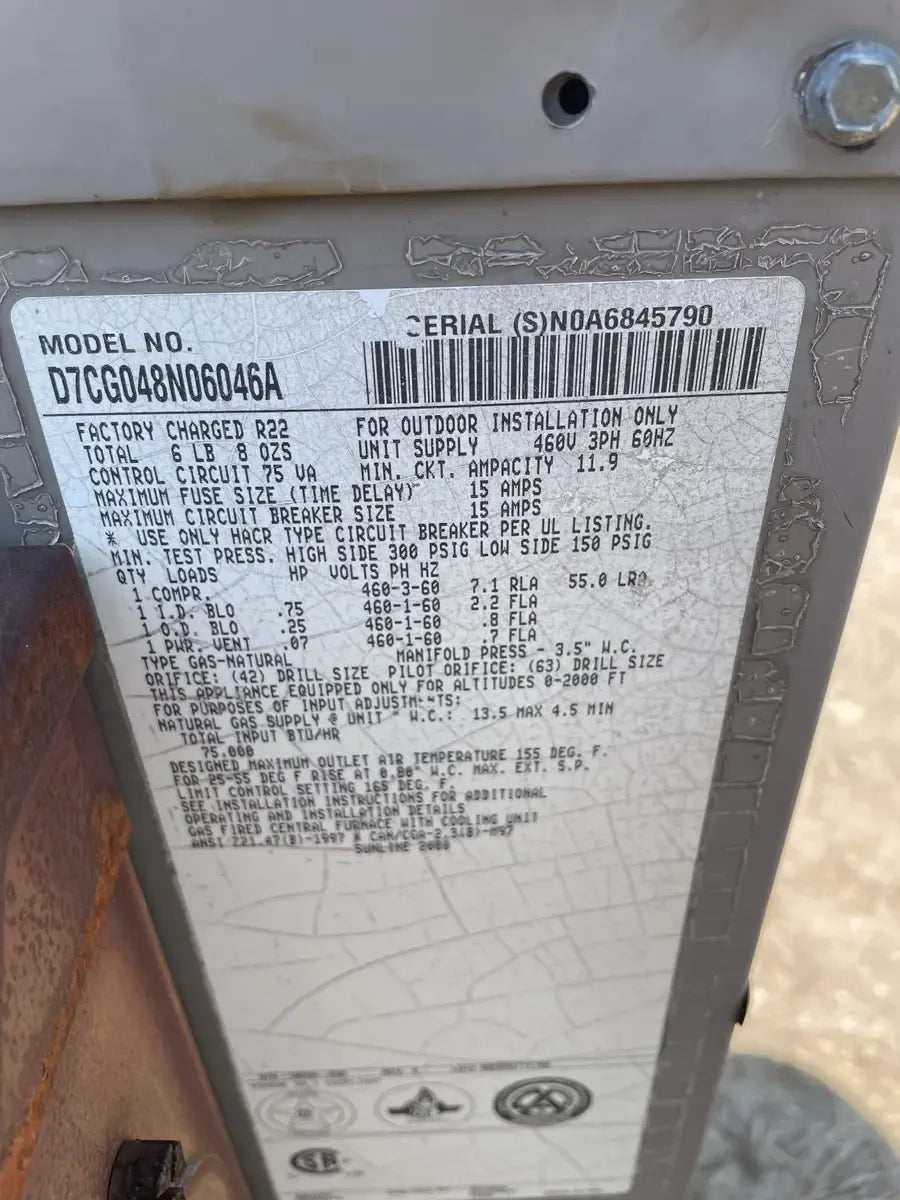 MODEL NO.
SERIAL (S)N0A6845790
D7CG048N06046A
FACTORY CHARGED R22 FOR OUTDOOR INSTALLATION ONLY
TOTAL 6 LB 8 OZS UNIT SUPPLY 460V 3PH 60HZ
CONTROL CIRCUIT 75 VA MIN. CKT. AMPACITY 11.9
MAXIMUM FUSE SIZE (TIME DELAY) 15 AMPS
MAXIMUM CIRCUIT BREAKER SIZE 15 AMPS
* USE ONLY HACR TYPE CIRCUIT BREAKER PER UL LISTING.
MIN. TEST PRESS. HIGH SIDE 300 PSIG LOW SIDE 150 PSIG
QTY LOADS HP VOLTS PH HZ
1 COMPR. 460-3-60 7.1 RLA 55.0 LRA
1 I.D. BLO .75 460-1-60 2.2 FLA
1 O.D. BLO .25 460-1-60 .8 FLA
1 PWR. VENT .07 460-1-60 .7 FLA
TYPE GAS-NATURAL MANIFOLD PRESS - 3.5" W.C.
ORIFICE: (42) DRILL SIZE PILOT ORIFICE: (63) DRILL SIZE
THIS APPLIANCE EQUIPPED ONLY FOR ALTITUDES 0-2000 FT
FOR PURPOSES OF INPUT ADJUSTMENTS:
NATURAL GAS SUPPLY @ UNIT " W.C.: 13.5 MAX 4.5 MIN
TOTAL INPUT BTU/HR
75.000
DESIGNED MAXIMUM OUTLET AIR TEMPERATURE 155 DEG. F.
FOR 25-55 DEG F RISE AT 0.80" W.C. MAX. EXT. S.P.
LIMIT CONTROL SETTING 165 DEG. F.
SEE INSTALLATION INSTRUCTIONS FOR ADDITIONAL
OPERATING AND INSTALLATION DETAILS
GAS FIRED CENTRAL FURNACE WITH COOLING UNIT
ANSI Z21.47(B)-1997 * CAN/CGA-2.3(B)-M97
SUNLINE 2000